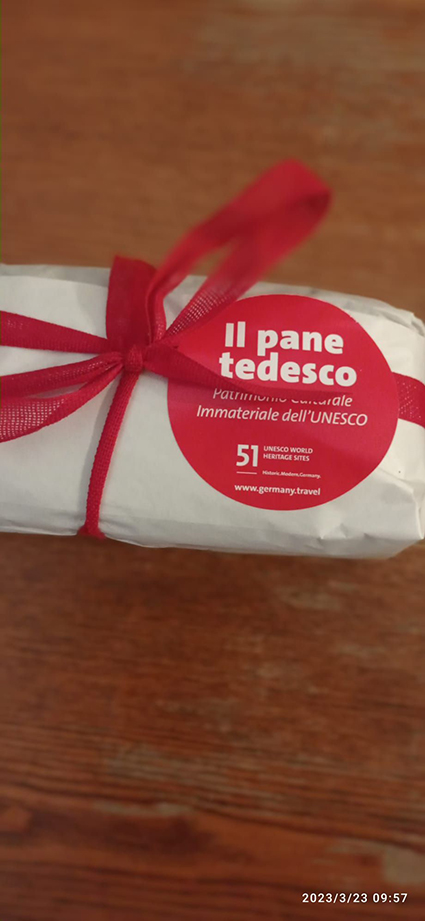 Il pane
tedesco
Patrimonio Culturale
Immateriale dell'UNESCO
51 UNESCO WORLD
HERITAGE SITES
Historic.Modern.Germany.
www.germany.travel
2023/3/23 09:57